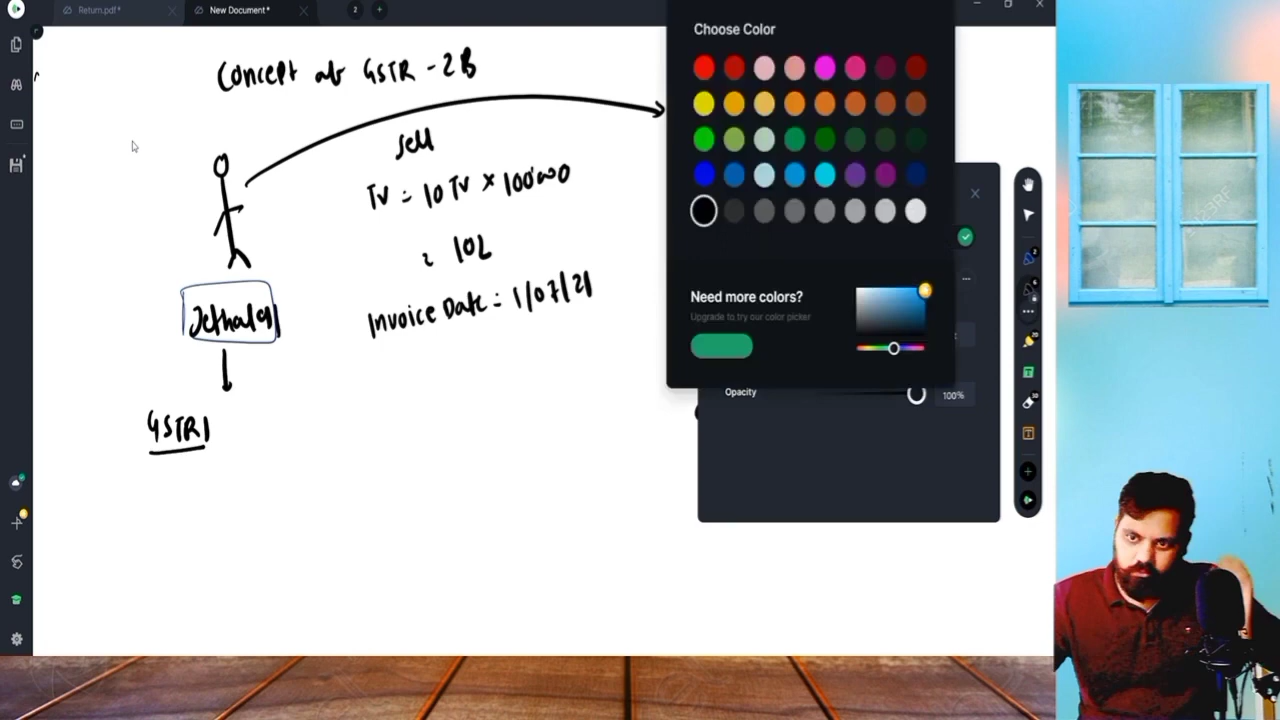 Return.pdf*
New Document*
2
Concept of GSTR-2B
Sell
TV = 10 TV × 100000
= 10L
Invoice Date = 1/07/21
Jethalal
GSTR1
Choose Color
Need more colors?
Upgrade to try our color picker
Opacity
100%